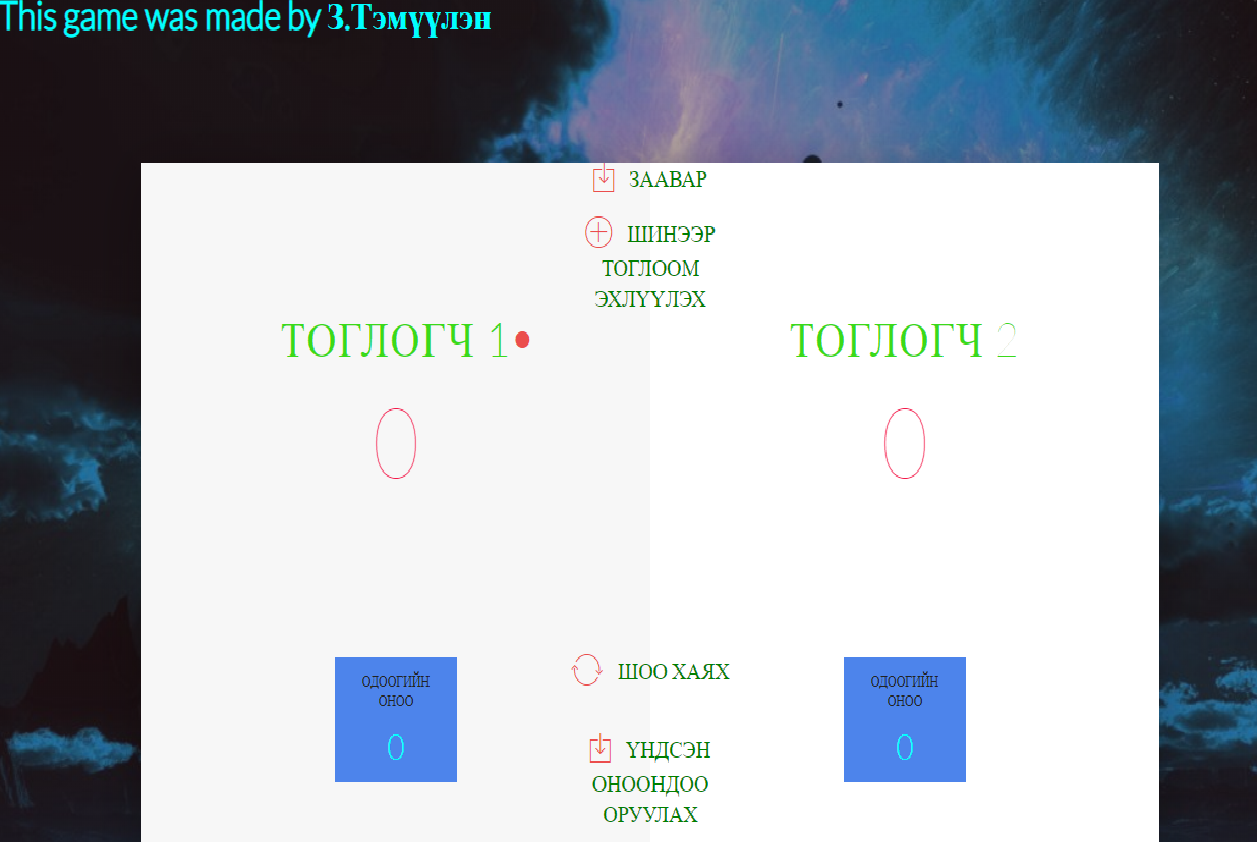 This game was made by З.Тэмүүлэн
ЗААВАР
ШИНЭЭР
ТОГЛООМ
ЭХЛҮҮЛЭХ
ТОГЛОГЧ 1
ТОГЛОГЧ 2
0
0
ОДООГИЙН
ОНОО
0
ОДООГИЙН
ОНОО
0
ШОО ХАЯХ
ҮНДСЭН
ОНООНДОО
ОРУУЛАХ